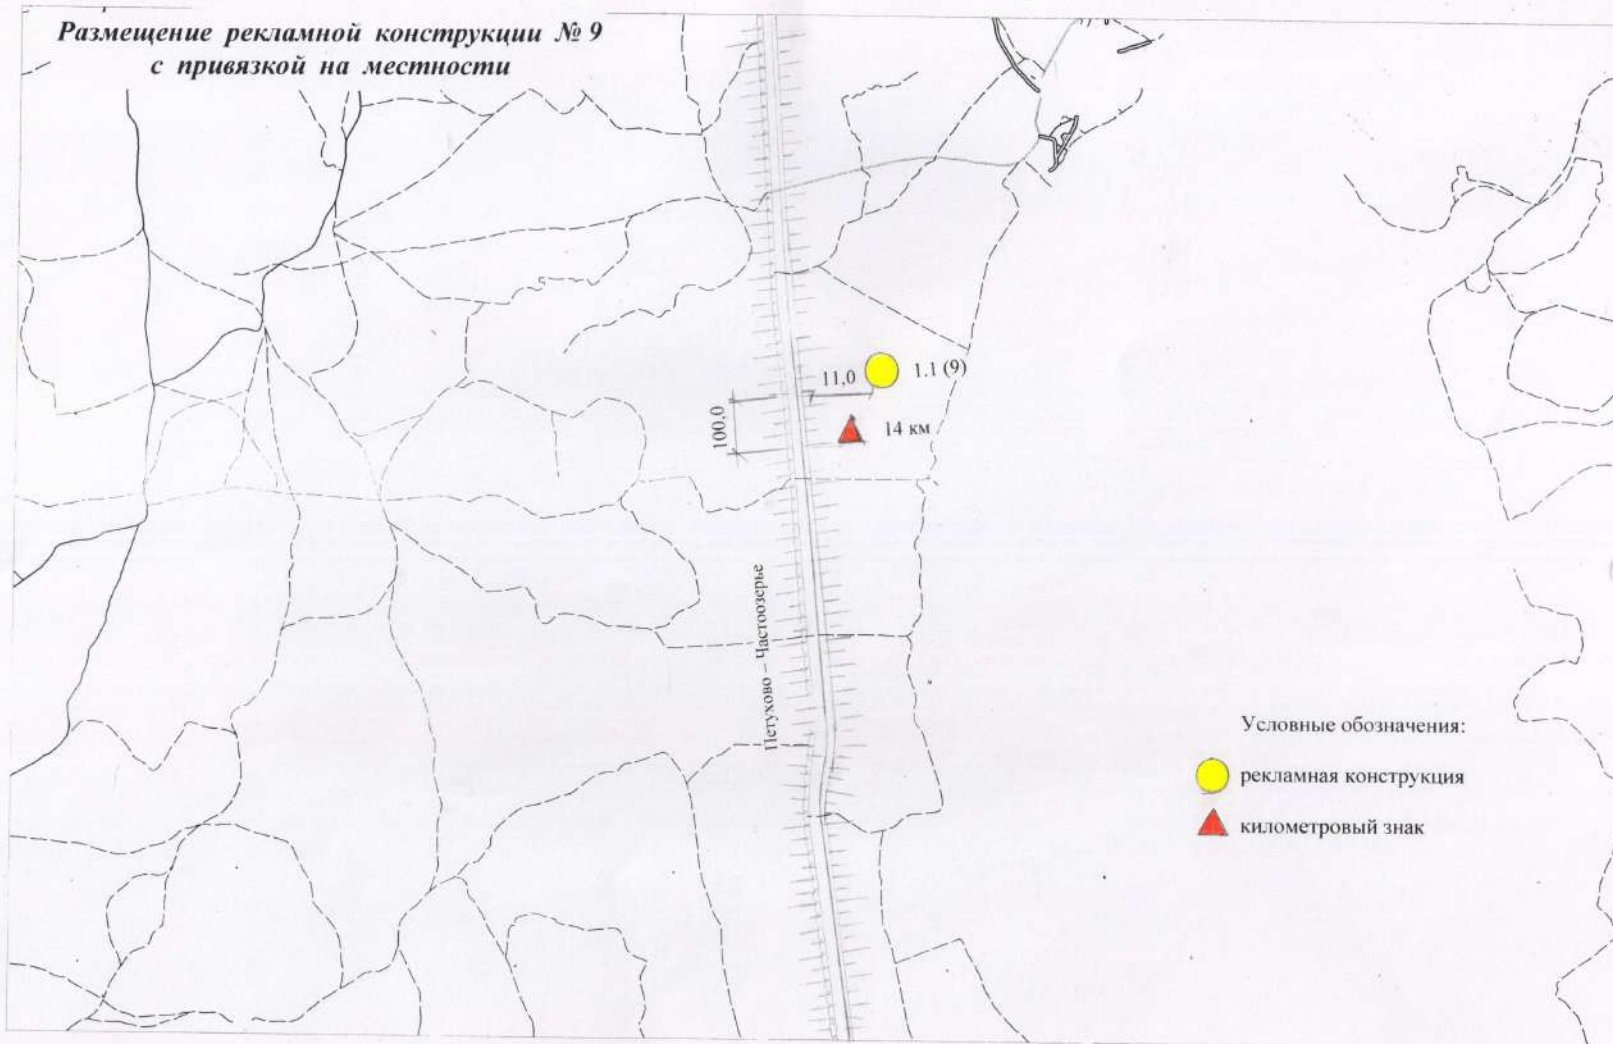 Размещение рекламной конструкции № 9
с привязкой на местности
11,0
1.1 (9)
100,0
14 км
Петухово – Частоозерье
Условные обозначения:
рекламная конструкция
километровый знак